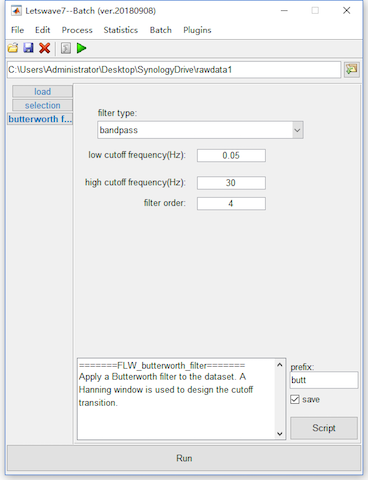 Letswave7--Batch (ver.20180908)
File Edit Process Statistics Batch Plugins
C:\Users\Administrator\Desktop\SynologyDrive\rawdata1
load
selection
butterworth f...
filter type:
bandpass
low cutoff frequency(Hz): 0.05
high cutoff frequency(Hz): 30
filter order: 4
=======FLW_butterworth_filter=======
Apply a Butterworth filter to the dataset. A
Hanning window is used to design the cutoff
transition.
prefix:
butt
save
Script
Run